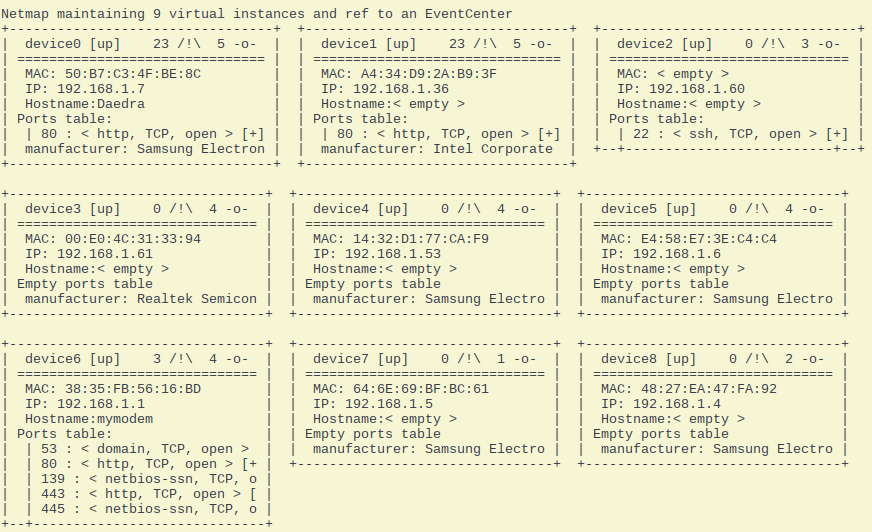 Netmap maintaining 9 virtual instances and ref to an EventCenter
device0 [up]    23 /!\  5 -o-
MAC: 50:B7:C3:4F:BE:8C
IP: 192.168.1.7
Hostname:Daedra
Ports table:
| 80 : < http, TCP, open > [+]
manufacturer: Samsung Electron
device1 [up]    23 /!\  5 -o-
MAC: A4:34:D9:2A:B9:3F
IP: 192.168.1.36
Hostname:< empty >
Ports table:
| 80 : < http, TCP, open > [+]
manufacturer: Intel Corporate
device2 [up]    0 /!\  3 -o-
MAC: < empty >
IP: 192.168.1.60
Hostname:< empty >
Ports table:
| 22 : < ssh, TCP, open > [+]
device3 [up]    0 /!\  4 -o-
MAC: 00:E0:4C:31:33:94
IP: 192.168.1.61
Hostname:< empty >
Empty ports table
manufacturer: Realtek Semicon
device4 [up]    0 /!\  4 -o-
MAC: 14:32:D1:77:CA:F9
IP: 192.168.1.53
Hostname:< empty >
Empty ports table
manufacturer: Samsung Electro
device5 [up]    0 /!\  4 -o-
MAC: E4:58:E7:3E:C4:C4
IP: 192.168.1.6
Hostname:< empty >
Empty ports table
manufacturer: Samsung Electro
device6 [up]    3 /!\  4 -o-
MAC: 38:35:FB:56:16:BD
IP: 192.168.1.1
Hostname:mymodem
Ports table:
| 53 : < domain, TCP, open >
| 80 : < http, TCP, open > [+
| 139 : < netbios-ssn, TCP, o
| 443 : < http, TCP, open > [
| 445 : < netbios-ssn, TCP, o
device7 [up]    0 /!\  1 -o-
MAC: 64:6E:69:BF:BC:61
IP: 192.168.1.5
Hostname:< empty >
Empty ports table
manufacturer: Samsung Electro
device8 [up]    0 /!\  2 -o-
MAC: 48:27:EA:47:FA:92
IP: 192.168.1.4
Hostname:< empty >
Empty ports table
manufacturer: Samsung Electro